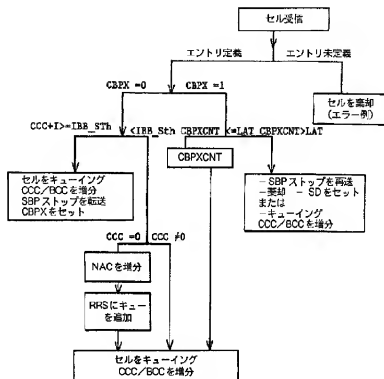 セル受信
エントリ定義
エントリ未定義
CBPX =0
CBPX =1
セルを棄却
(エラー例)
CCC+I>=IBB_STh
<IBB_Sth
CBPXCNT <=LAT
CBPXCNT>LAT
CBPXCNT
セルをキューイング
CCC/BCCを増分
SBPストップを転送
CBPXをセット
－SBPストップを再送
－棄却 －SDをセット
または
－キューイング
CCC/BCCを増分
CCC =0
CCC ≠0
NACを増分
RRSにキュー
を追加
セルをキューイング
CCC/BCCを増分